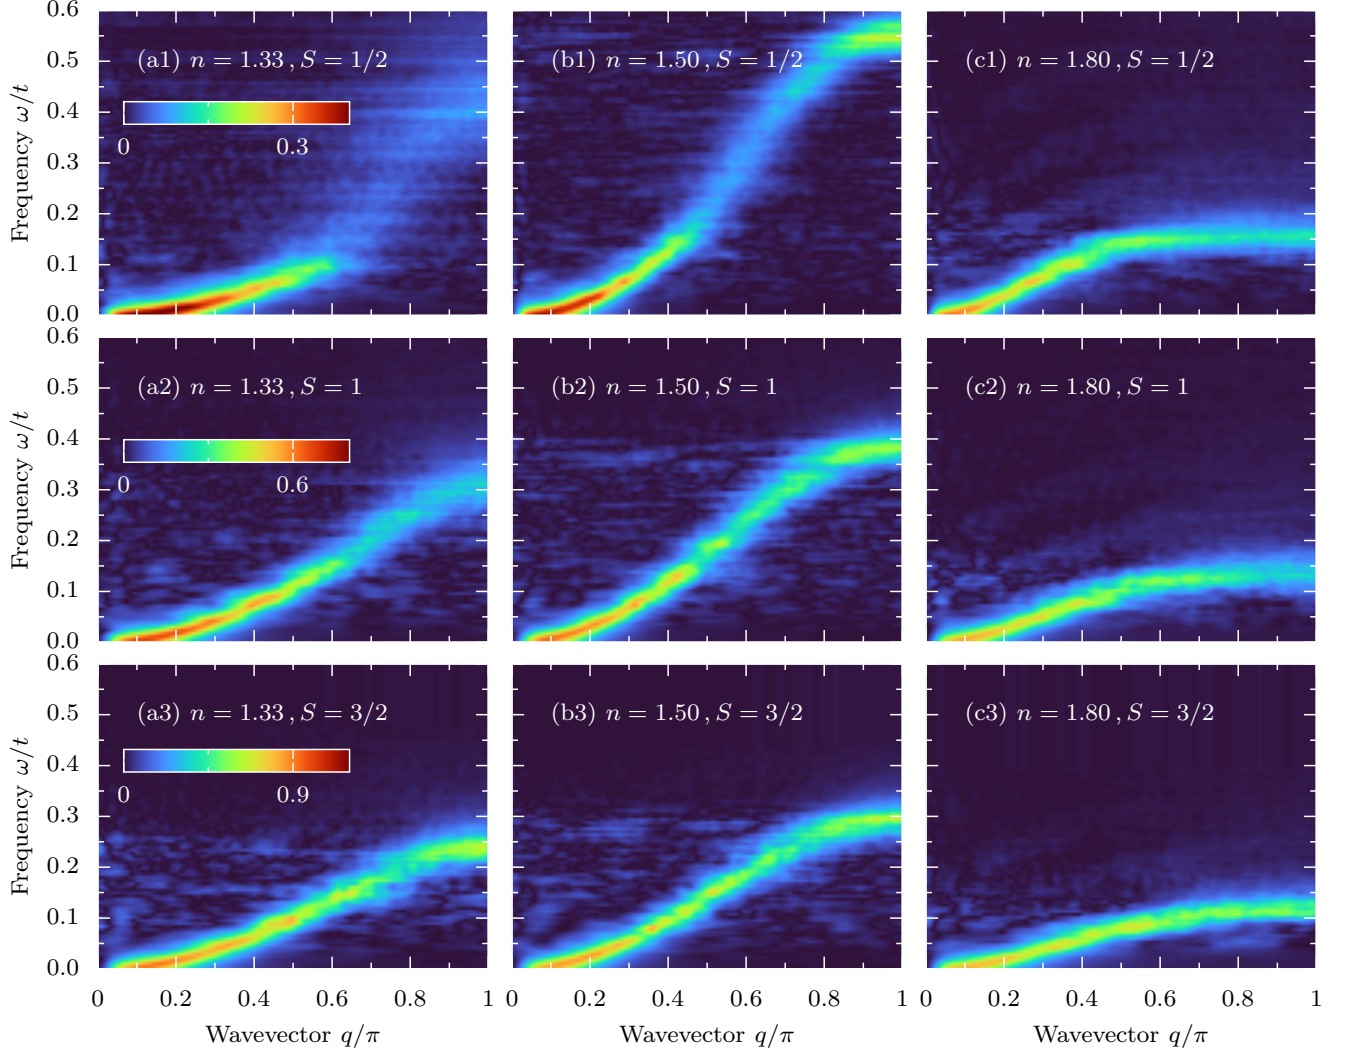 0.6
0.5
0.4
0.3
0.2
0.1
0.0
Frequency ω/t
(a1) n = 1.33 , S = 1/2
0 0.3
(b1) n = 1.50 , S = 1/2
(c1) n = 1.80 , S = 1/2
0.6
0.5
0.4
0.3
0.2
0.1
0.0
Frequency ω/t
(a2) n = 1.33 , S = 1
0 0.6
(b2) n = 1.50 , S = 1
(c2) n = 1.80 , S = 1
0.6
0.5
0.4
0.3
0.2
0.1
0.0
Frequency ω/t
(a3) n = 1.33 , S = 3/2
0 0.9
(b3) n = 1.50 , S = 3/2
(c3) n = 1.80 , S = 3/2
0 0.2 0.4 0.6 0.8 1
0 0.2 0.4 0.6 0.8 1
0 0.2 0.4 0.6 0.8 1
Wavevector q/π
Wavevector q/π
Wavevector q/π